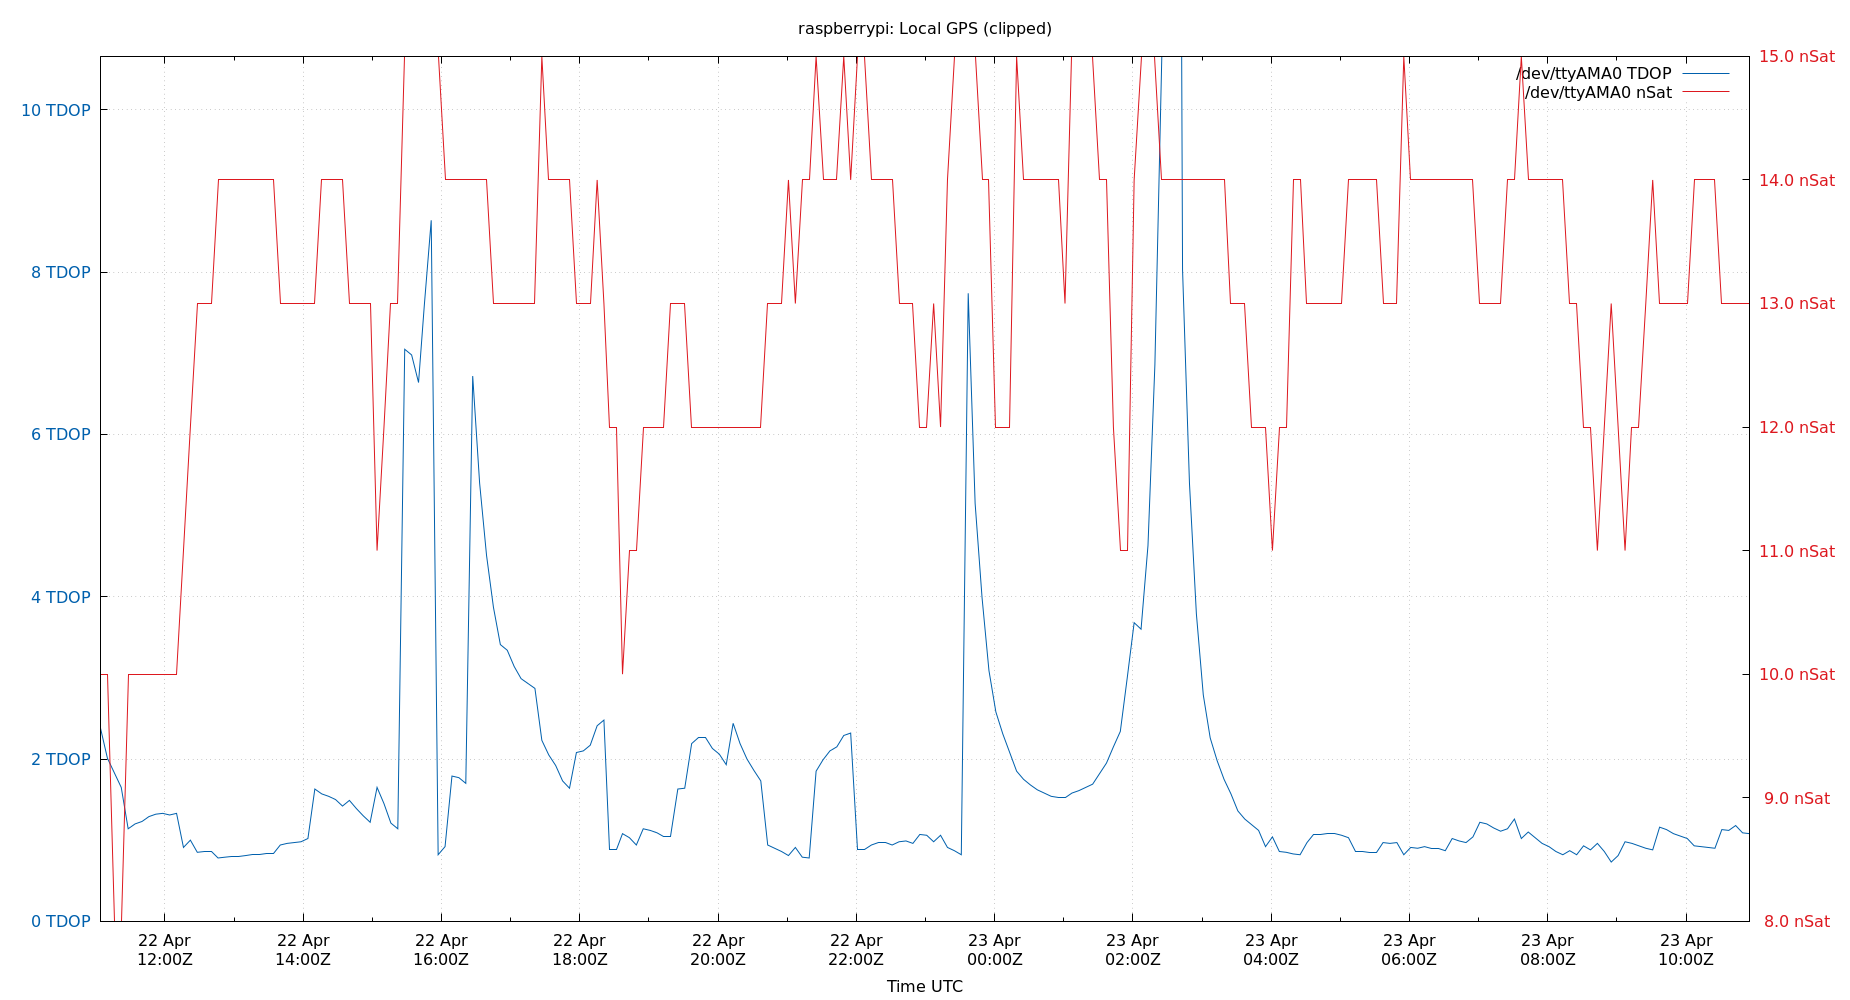 raspberrypi: Local GPS (clipped)
/dev/ttyAMA0 TDOP
/dev/ttyAMA0 nSat
10 TDOP
8 TDOP
6 TDOP
4 TDOP
2 TDOP
0 TDOP
15.0 nSat
14.0 nSat
13.0 nSat
12.0 nSat
11.0 nSat
10.0 nSat
9.0 nSat
8.0 nSat
22 Apr 22 Apr 22 Apr 22 Apr 22 Apr 22 Apr 23 Apr 23 Apr 23 Apr 23 Apr 23 Apr 23 Apr
12:00Z 14:00Z 16:00Z 18:00Z 20:00Z 22:00Z 00:00Z 02:00Z 04:00Z 06:00Z 08:00Z 10:00Z
Time UTC